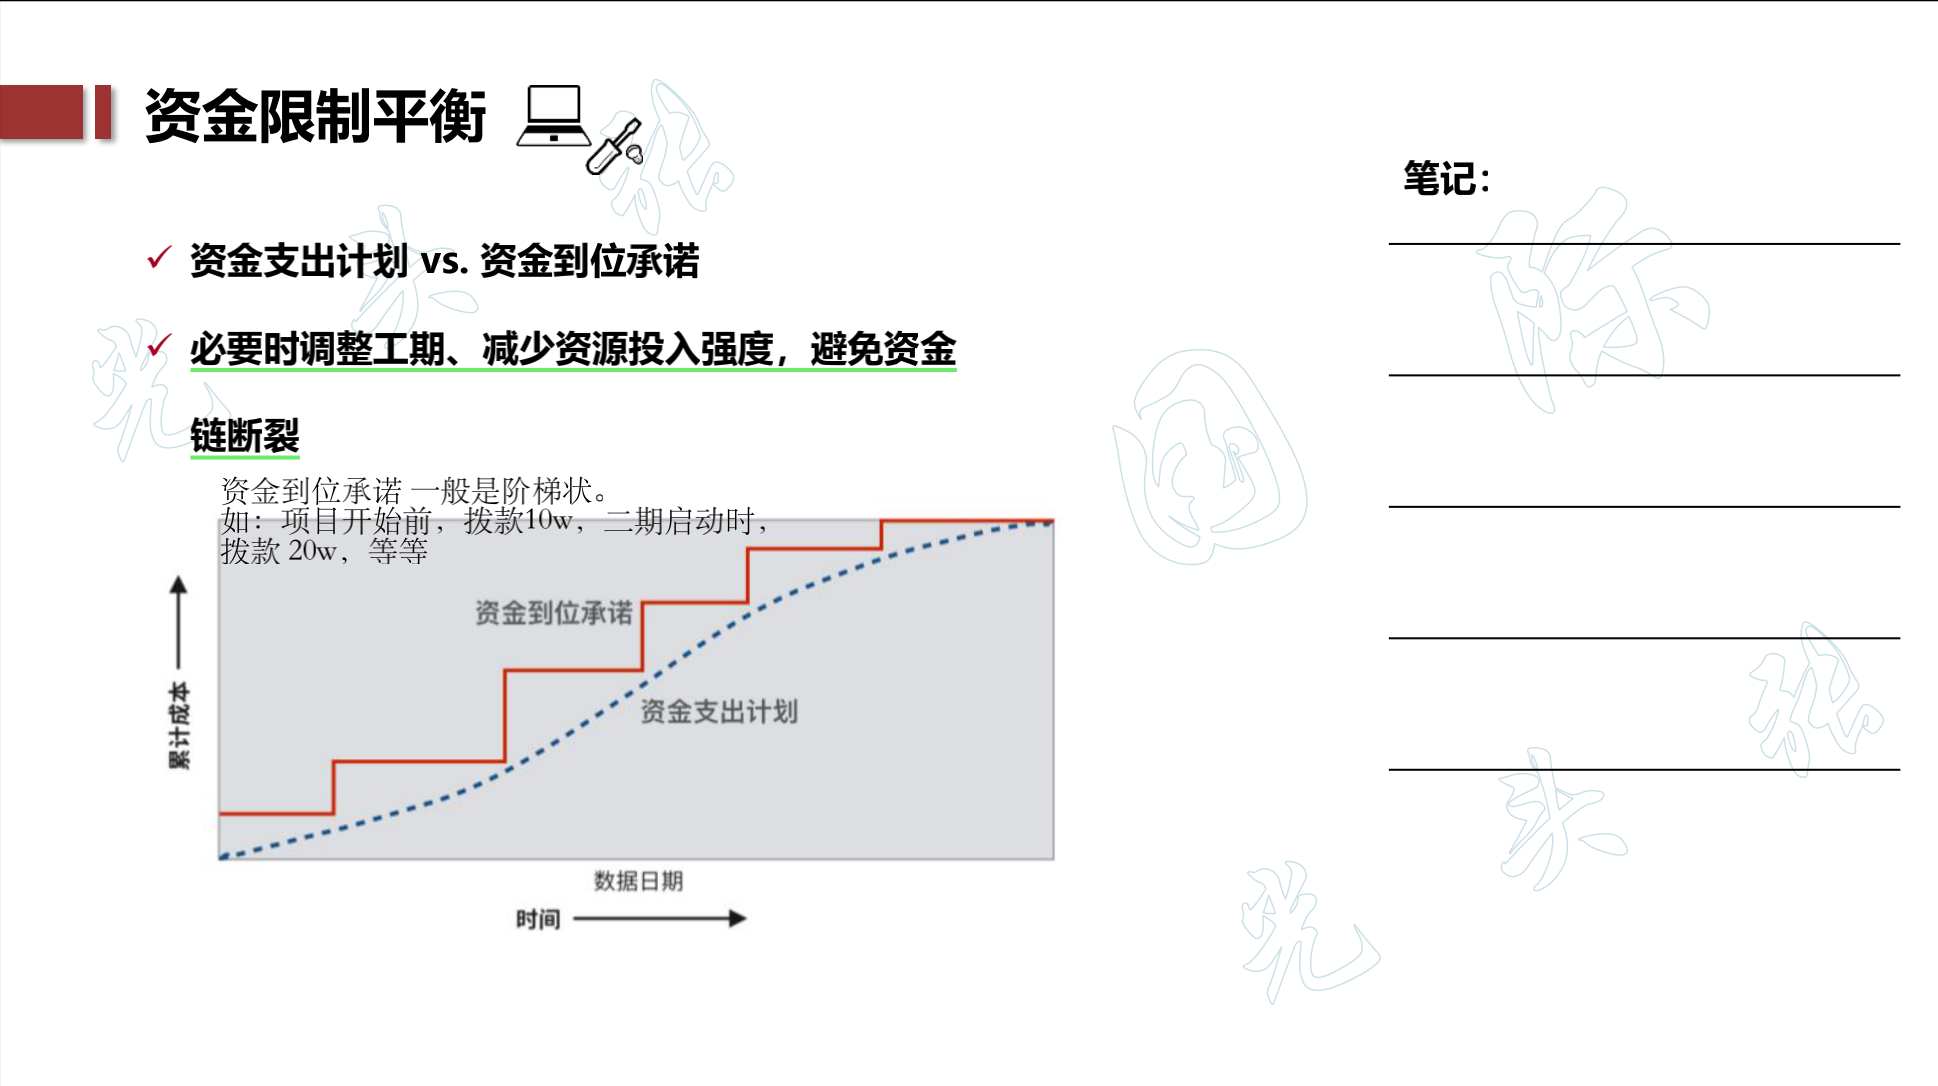 资金限制平衡
资金支出计划 vs. 资金到位承诺
必要时调整工期、减少资源投入强度，避免资金
链断裂
资金到位承诺 一般是阶梯状。
如：项目开始前，拨款10w，二期启动时，
拨款 20w，等等
资金到位承诺
资金支出计划
累计成本
数据日期
时间
笔记：